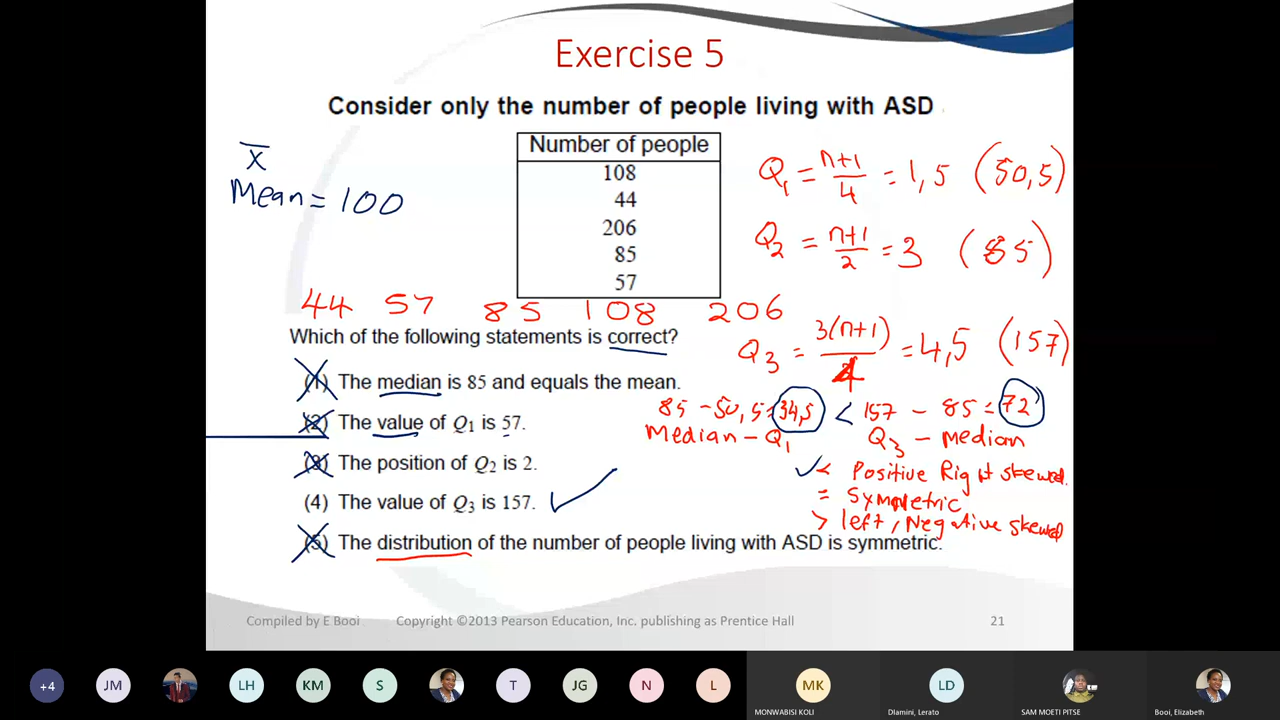 Exercise 5
Consider only the number of people living with ASD
x̄
Mean = 100
Number of people
108
44
206
85
57
Q1 = n+1/4 = 1,5 (50,5)
Q2 = n+1/2 = 3 (85)
Q3 = 3(n+1)/4 = 4,5 (157)
44 57 85 108 206
Which of the following statements is correct?
(1) The median is 85 and equals the mean.
(2) The value of Q1 is 57.
(3) The position of Q2 is 2.
(4) The value of Q3 is 157.
(5) The distribution of the number of people living with ASD is symmetric.
85 - 50,5 = 34,5 < 157 - 85 = 72
Median - Q1 Q3 - median
< Positive Right skewed.
= Symmetric
> left, Negative skewed
Compiled by E Booi Copyright ©2013 Pearson Education, Inc. publishing as Prentice Hall 21
+4 JM LH KM S T JG N L MK LD
MONWABISI KOLI Dlamini, Lerato SAM MOETI PITSE Booi, Elizabeth